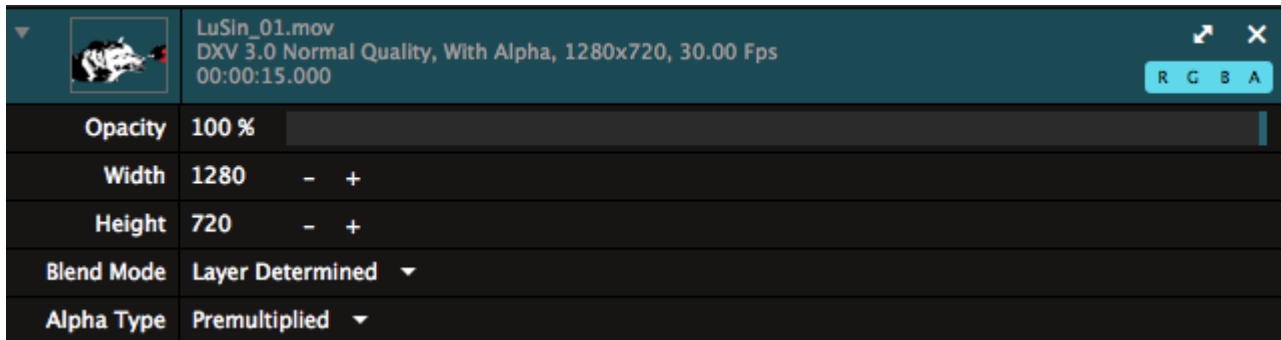 LuSin_01.mov
DXV 3.0 Normal Quality, With Alpha, 1280x720, 30.00 Fps
00:00:15.000
R G B A
Opacity 100 %
Width 1280 - +
Height 720 - +
Blend Mode Layer Determined
Alpha Type Premultiplied